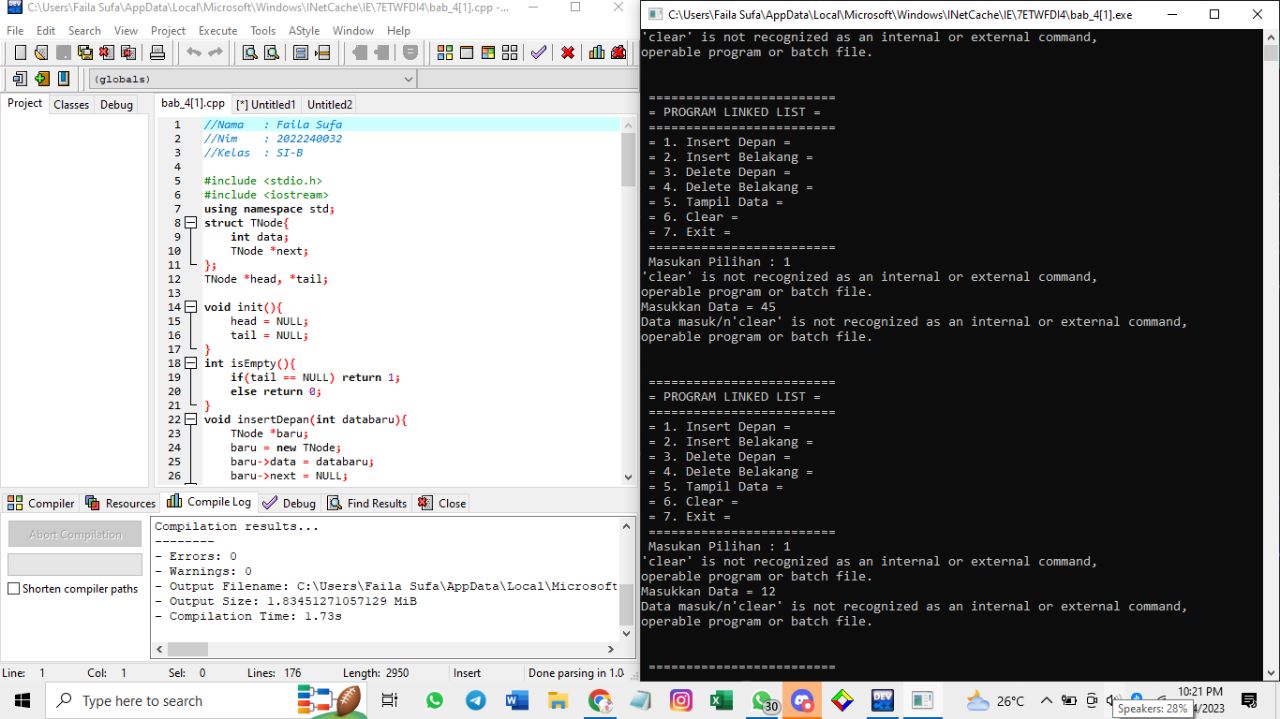 C:\Users\Faila Sufa\AppData\Local\Microsoft\Windows\INetCache\IE\7ETWFDI4\bab_4[1].cpp - ...
File Edit Search View Project Execute Tools AStyle Window Help
(globals)
Project Classes Debug
bab_4[1].cpp [*] Untitled1 Untitled2
1 //Nama : Faila Sufa
2 //Nim : 2022240032
3 //Kelas : SI-B
4
5 #include <stdio.h>
6 #include <iostream>
7 using namespace std;
8 struct TNode{
9 int data;
10 TNode *next;
11 };
12 TNode *head, *tail;
13
14 void init(){
15 head = NULL;
16 tail = NULL;
17 }
18 int isEmpty(){
19 if(tail == NULL) return 1;
20 else return 0;
21 }
22 void insertDepan(int databaru){
23 TNode *baru;
24 baru = new TNode;
25 baru->data = databaru;
26 baru->next = NULL;
Compiler Resources Compile Log Debug Find Results Close
Abort Compilation
Shorten compiler paths
Compilation results...
--------
- Errors: 0
- Warnings: 0
- Output Filename: C:\Users\Faila Sufa\AppData\Local\Microsoft
- Output Size: 1.83451271057129 MiB
- Compilation Time: 1.73s
Line: 1 Col: 1 Sel: 0 Lines: 176 Length: 2950 Insert Done parsing in 1.0
C:\Users\Faila Sufa\AppData\Local\Microsoft\Windows\INetCache\IE\7ETWFDI4\bab_4[1].exe
'clear' is not recognized as an internal or external command,
operable program or batch file.
=========================
= PROGRAM LINKED LIST =
=========================
= 1. Insert Depan =
= 2. Insert Belakang =
= 3. Delete Depan =
= 4. Delete Belakang =
= 5. Tampil Data =
= 6. Clear =
= 7. Exit =
=========================
Masukan Pilihan : 1
'clear' is not recognized as an internal or external command,
operable program or batch file.
Masukkan Data = 45
Data masuk/n'clear' is not recognized as an internal or external command,
operable program or batch file.
=========================
= PROGRAM LINKED LIST =
=========================
= 1. Insert Depan =
= 2. Insert Belakang =
= 3. Delete Depan =
= 4. Delete Belakang =
= 5. Tampil Data =
= 6. Clear =
= 7. Exit =
=========================
Masukan Pilihan : 1
'clear' is not recognized as an internal or external command,
operable program or batch file.
Masukkan Data = 12
Data masuk/n'clear' is not recognized as an internal or external command,
operable program or batch file.
=========================
Type here to search
30
DEV
26°C
10:21 PM
4/2023
Speakers: 28%